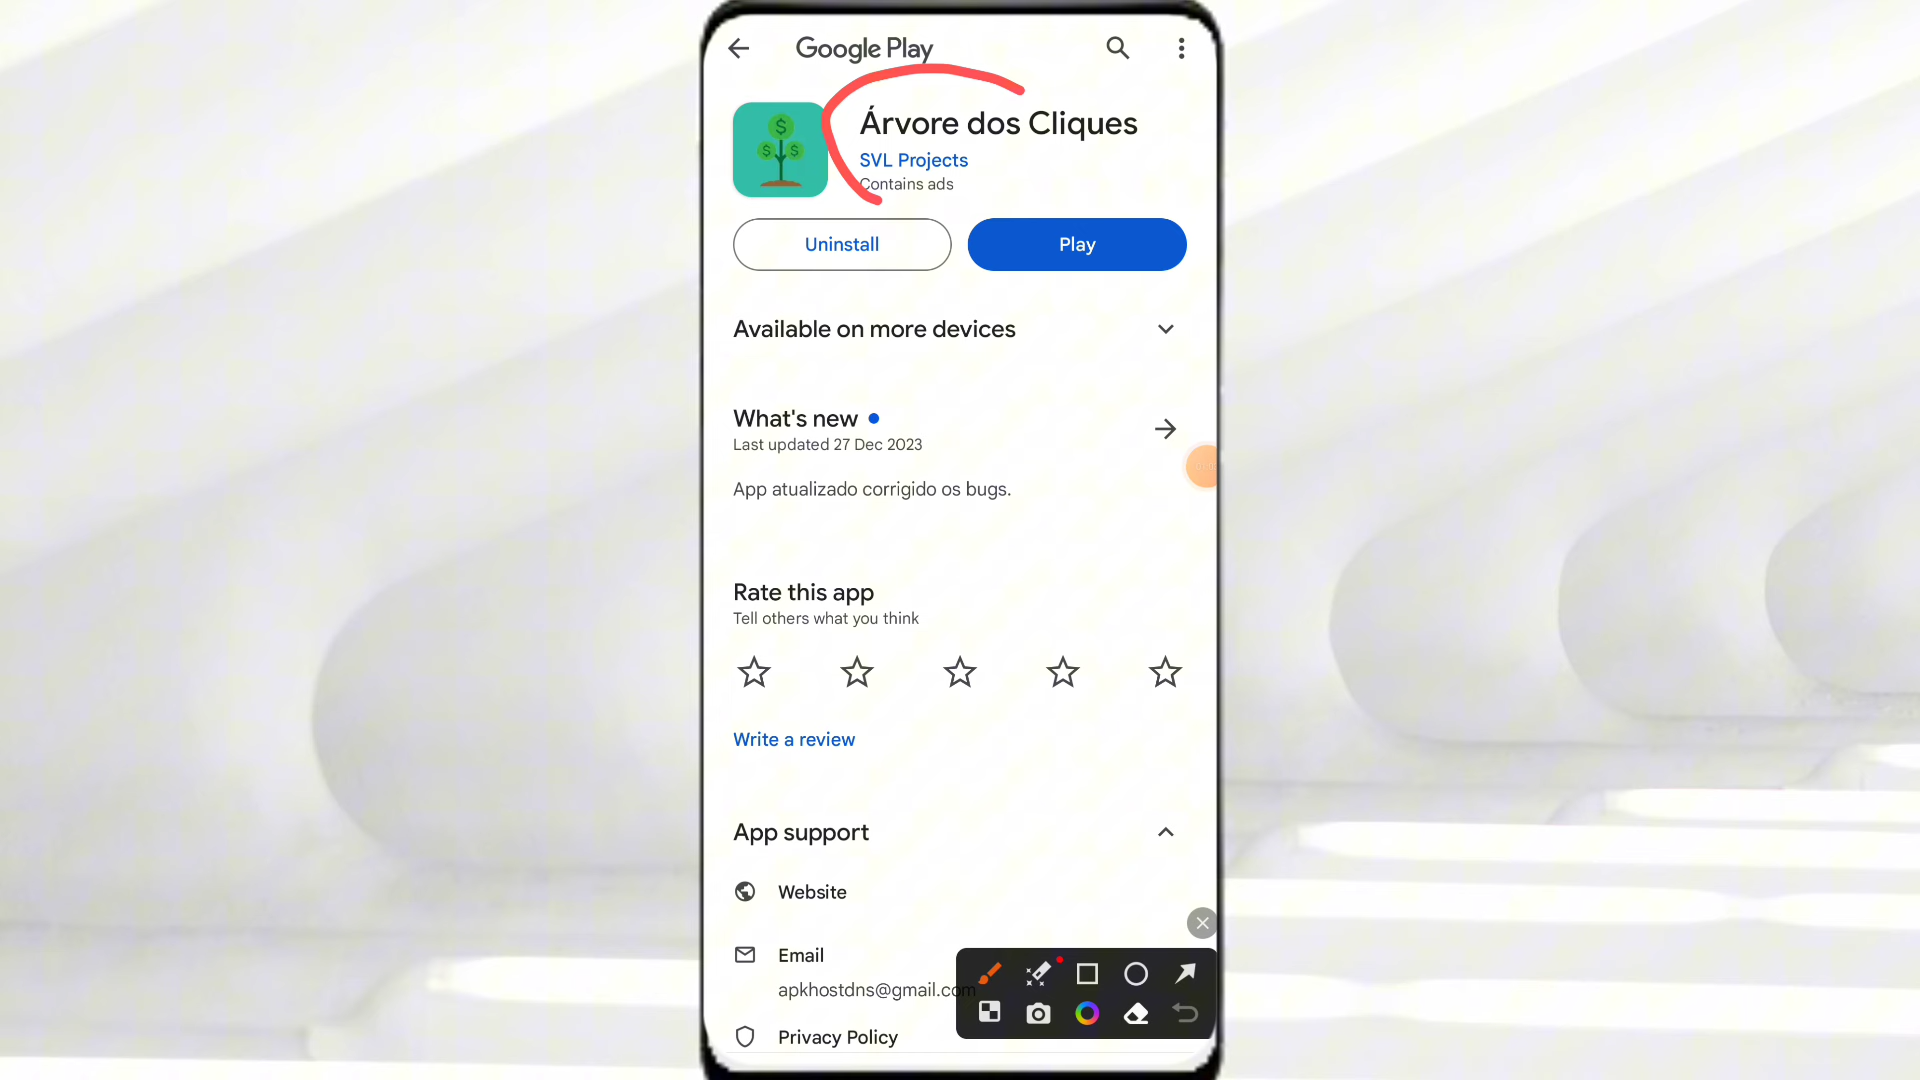 Google Play
Árvore dos Cliques
SVL Projects
Contains ads
Uninstall
Play
Available on more devices
What's new
Last updated 27 Dec 2023
App atualizado corrigido os bugs.
Rate this app
Tell others what you think
Write a review
App support
Website
Email
apkhostdns@gmail.com
Privacy Policy